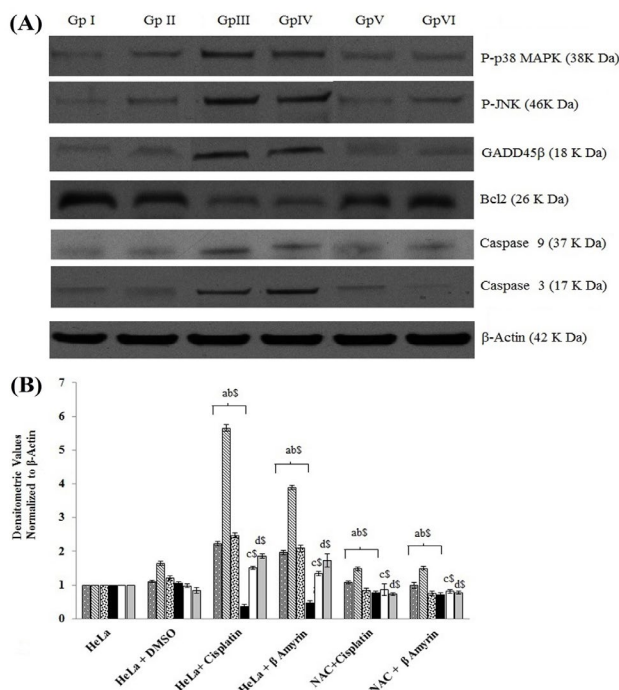 (A)
Gp I Gp II GpIII GpIV GpV GpVI
P-p38 MAPK (38K Da)
P-JNK (46K Da)
GADD45β (18 K Da)
Bcl2 (26 K Da)
Caspase 9 (37 K Da)
Caspase 3 (17 K Da)
β-Actin (42 K Da)
(B)
Densitometric Values
Normalized to β-Actin
7
6
5
4
3
2
1
0
ab$
ab$
ab$
ab$
c$
d$
c$
d$
c$
d$
c$
d$
HeLa
HeLa + DMSO
HeLa+ Cisplatin
HeLa + β Amyrin
NAC+Cisplatin
NAC + β Amyrin